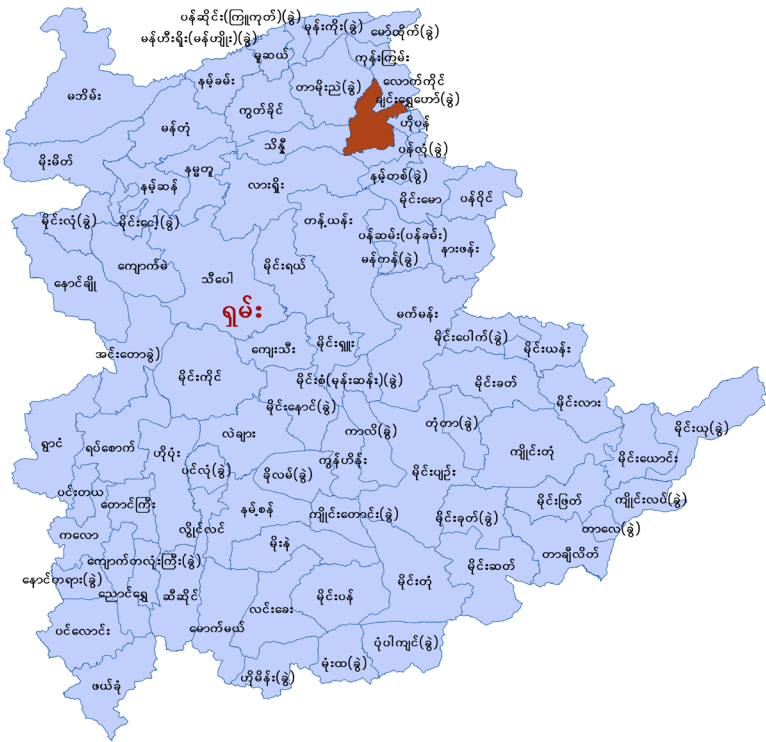 ပန်ဆိုင်း(ကြူကုတ်)(ခွဲ)
မုန်းကိုး(ခွဲ)
မော်ထိုက်(ခွဲ)
မန်ဟီးရိုး(မန်ဟျိုး)(ခွဲ)
မူဆယ်
ကုန်းကြမ်း
နမ့်ခမ်း
တာမိုးညဲ(ခွဲ)
လောက်ကိုင်
မဘိမ်း
ချင်းရွှေဟော်(ခွဲ)
ကွတ်ခိုင်
ဟိုပန်
မန်တုံ
သိန္နီ
ပန်လုံ(ခွဲ)
မိုးမိတ်
နမ္မတူ
နမ့်တစ်(ခွဲ)
နမ့်ဆန်
လားရှိုး
မိုင်းမော
ပန်ဝိုင်
မိုင်းလုံ(ခွဲ)
မိုင်းငေါ့(ခွဲ)
တန့်ယန်း
ပန်ဆမ်း(ပန်ခမ်း)
နားဖန်း
မန်ကန်(ခွဲ)
ကျောက်မဲ
မိုင်းရယ်
သီပေါ
နောင်ချို
ရှမ်း
မက်မန်း
မိုင်းပေါက်(ခွဲ)
မိုင်းရှူး
ကျေးသီး
မိုင်းယန်း
အင်းတောခွဲ)
မိုင်းကိုင်
မိုင်းစံ(မုန်းဆန်း)(ခွဲ)
မိုင်းခတ်
မိုင်းလား
မိုင်းနောင်(ခွဲ)
တုံတာ(ခွဲ)
မိုင်းယု(ခွဲ)
ကာလိ(ခွဲ)
လဲချား
ရွာငံ
ရပ်စောက်
ဟိုပုံး
ကျိုင်းတုံ
မိုင်းယောင်း
ကွန်ဟိန်း
ပင်လုံ(ခွဲ)
ခိုလမ်(ခွဲ)
မိုင်းပျဉ်း
ပင်းတယ
မိုင်းဖြတ်
ကျိုင်းလပ်(ခွဲ)
တောင်ကြီး
နမ့်စန်
ကျိုင်းတောင်း(ခွဲ)
မိုင်းခုတ်(ခွဲ)
လွိုင်လင်
တာလေ(ခွဲ)
ကလော
မိုးနဲ
တာချီလိတ်
ကျောက်တလုံးကြီး(ခွဲ)
မိုင်းဆတ်
နောင်တရား(ခွဲ)
မိုင်းတုံ
ညောင်ရွှေ
ဆီဆိုင်
မိုင်းပန်
လင်းခေး
မောက်မယ်
ပင်လောင်း
ပုံပါကျင်(ခွဲ)
မုံးထ(ခွဲ)
ဟိုမိန်း(ခွဲ)
ဖယ်ခုံ